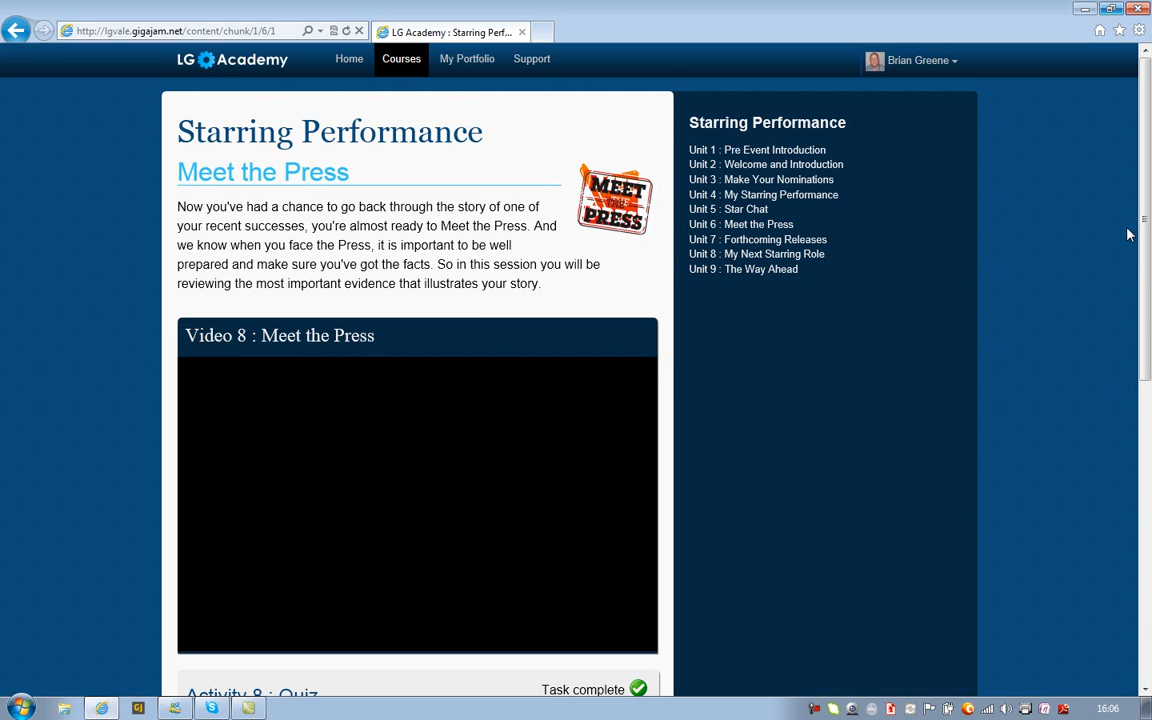 http://lgvale.gigajam.net/content/chunk/1/6/1
LG Academy : Starring Perf...
LG Academy
Home
Courses
My Portfolio
Support
Brian Greene
Starring Performance
Meet the Press
MEET
THE
PRESS
Now you've had a chance to go back through the story of one of
your recent successes, you're almost ready to Meet the Press. And
we know when you face the Press, it is important to be well
prepared and make sure you've got the facts. So in this session you will be
reviewing the most important evidence that illustrates your story.
Video 8 : Meet the Press
Activity 8 : Quiz
Task complete
Starring Performance
Unit 1 : Pre Event Introduction
Unit 2 : Welcome and Introduction
Unit 3 : Make Your Nominations
Unit 4 : My Starring Performance
Unit 5 : Star Chat
Unit 6 : Meet the Press
Unit 7 : Forthcoming Releases
Unit 8 : My Next Starring Role
Unit 9 : The Way Ahead
GJ
16:06